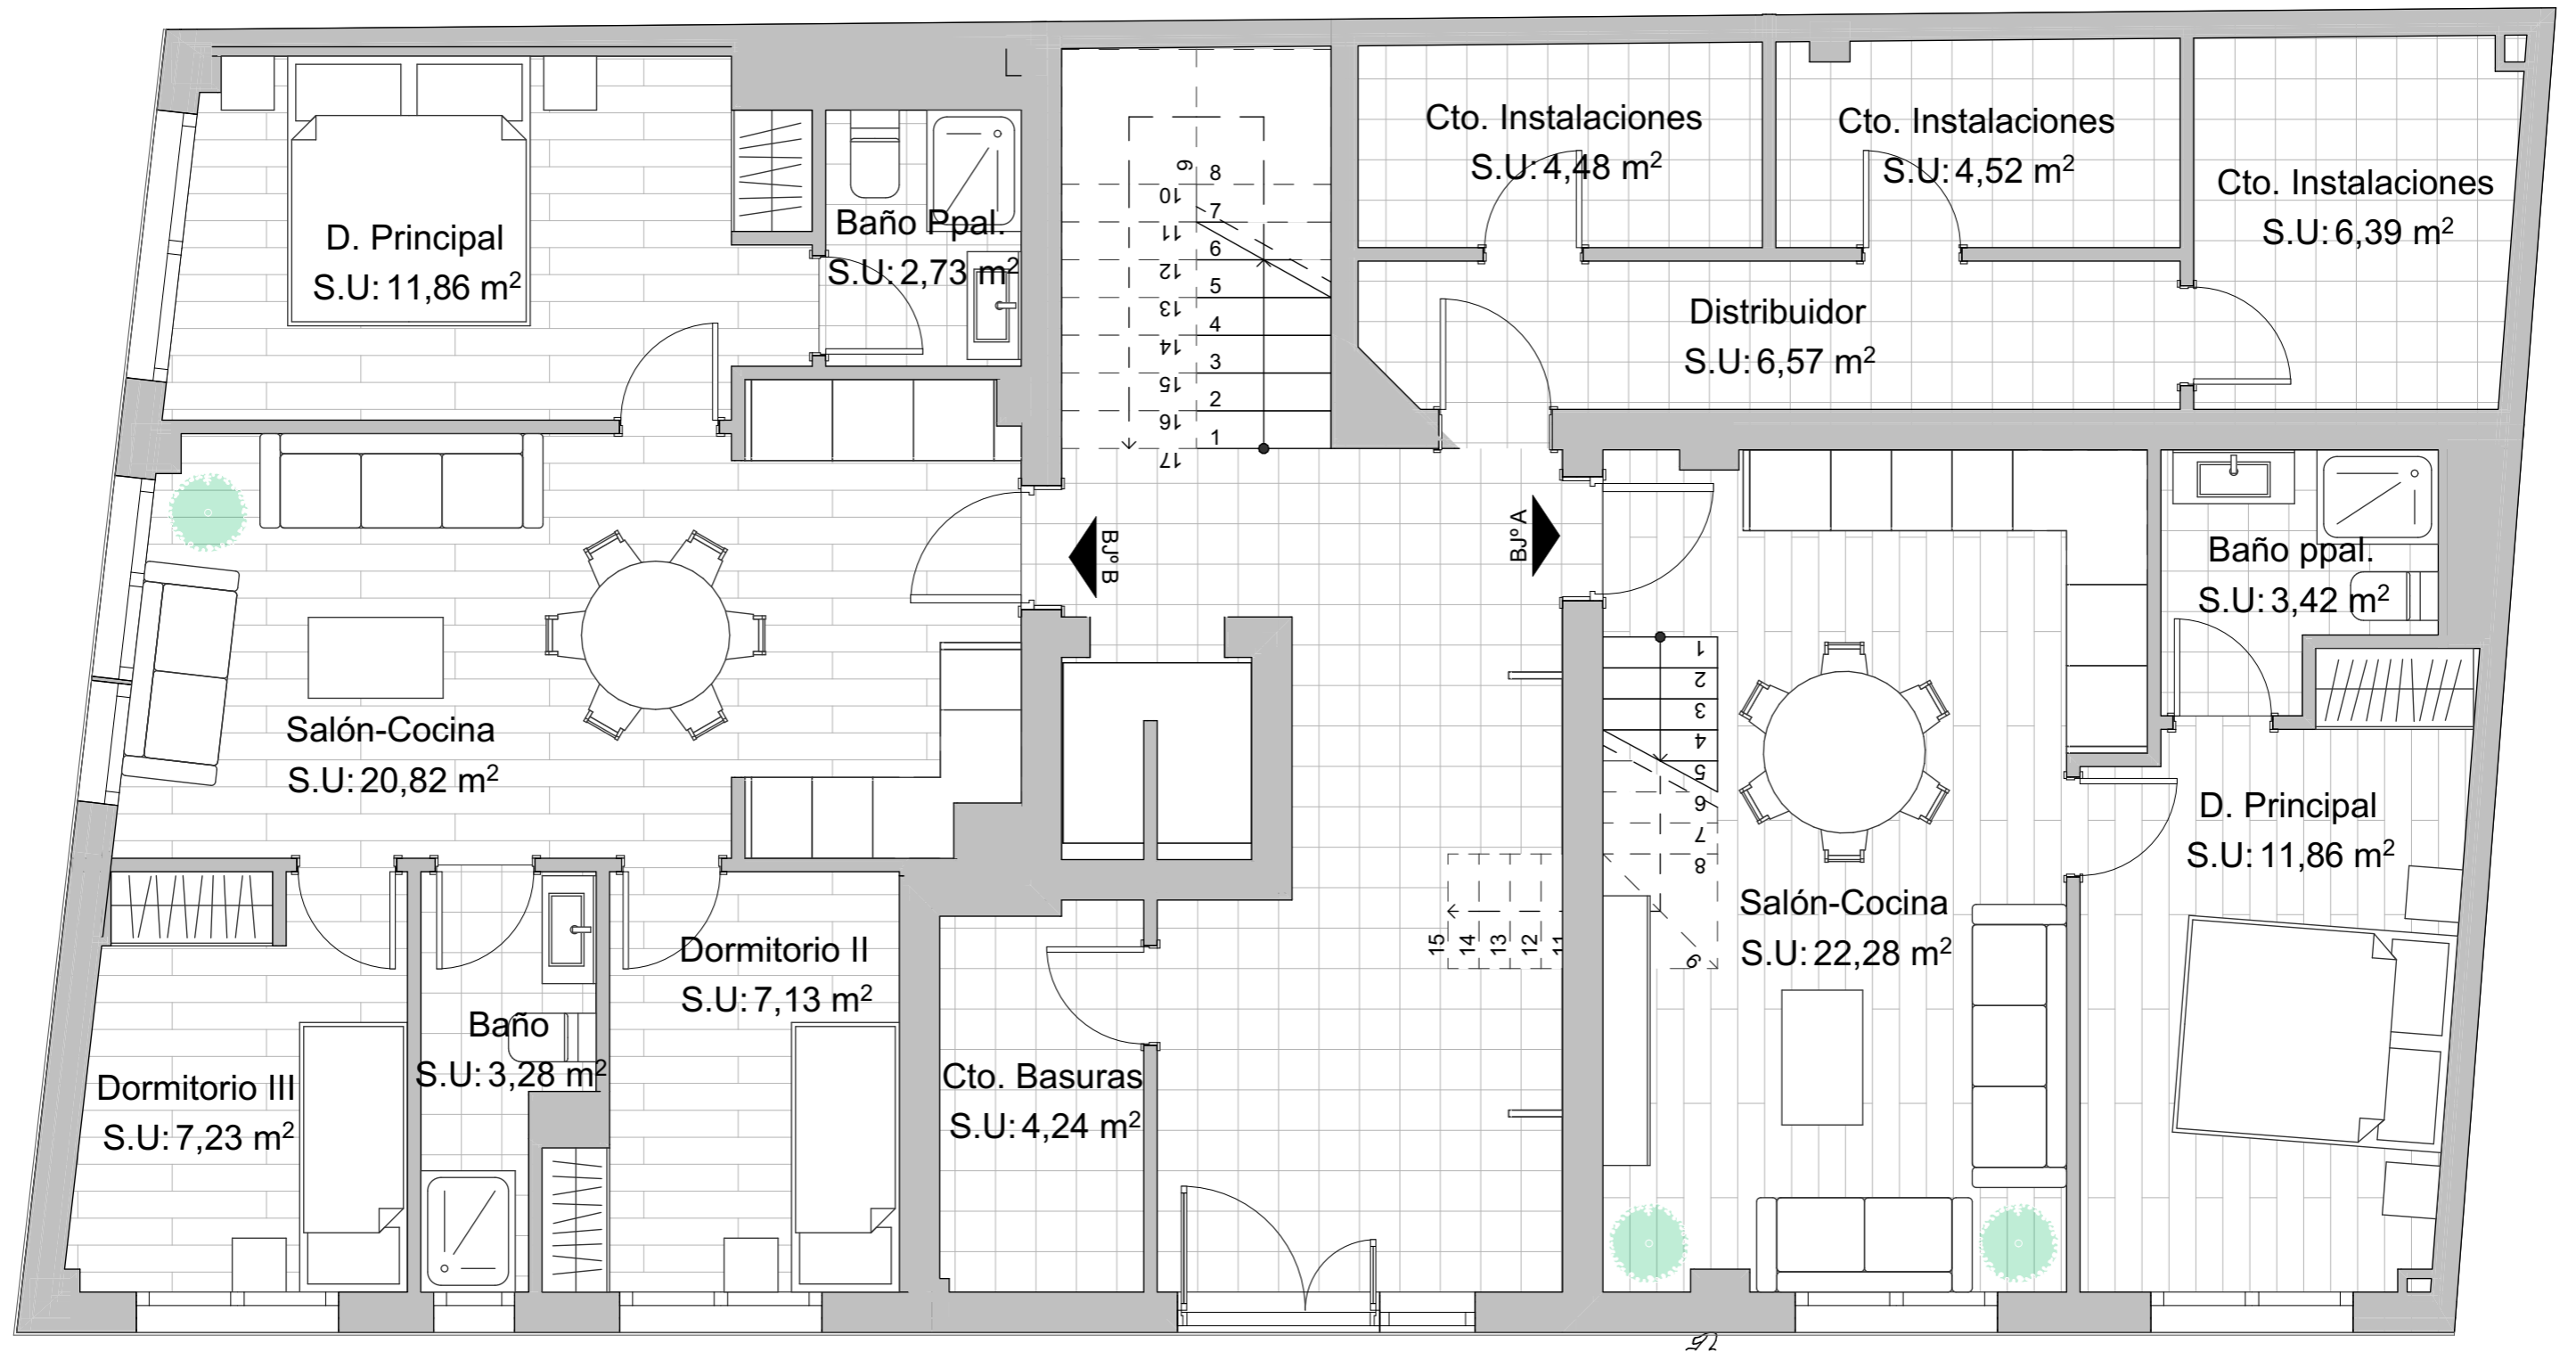 D. Principal
S.U: 11,86 m²
Baño Ppal.
S.U: 2,73 m²
9
10
11
12
13
14
15
16
17
8
7
6
5
4
3
2
1
Cto. Instalaciones
S.U: 4,48 m²
Cto. Instalaciones
S.U: 4,52 m²
Cto. Instalaciones
S.U: 6,39 m²
Distribuidor
S.U: 6,57 m²
BJº B
BJº A
Salón-Cocina
S.U: 20,82 m²
Baño ppal.
S.U: 3,42 m²
1
2
3
4
5
6
7
8
9
15
14
13
12
11
D. Principal
S.U: 11,86 m²
Salón-Cocina
S.U: 22,28 m²
Dormitorio II
S.U: 7,13 m²
Baño
S.U: 3,28 m²
Dormitorio III
S.U: 7,23 m²
Cto. Basuras
S.U: 4,24 m²